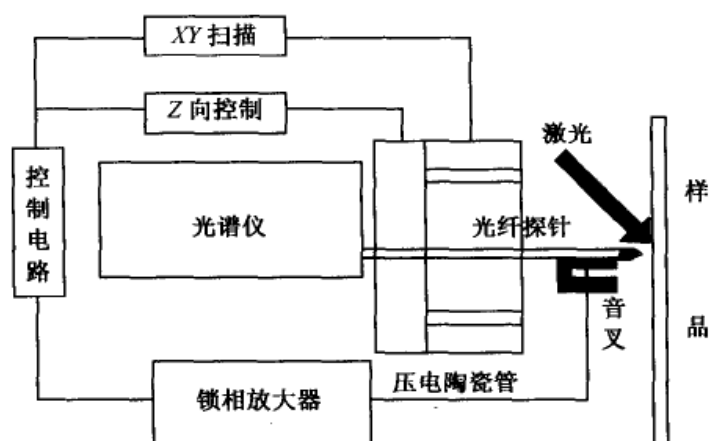 XY 扫描
Z 向控制
激光
控制电路
光谱仪
光纤探针
样品
音叉
压电陶瓷管
锁相放大器